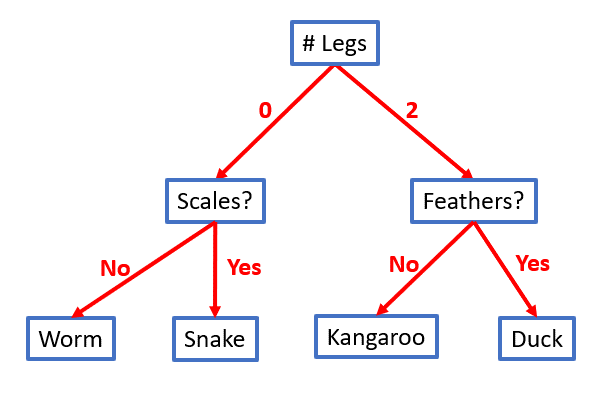 # Legs
0
2
Scales?
Feathers?
No
Yes
No
Yes
Worm
Snake
Kangaroo
Duck